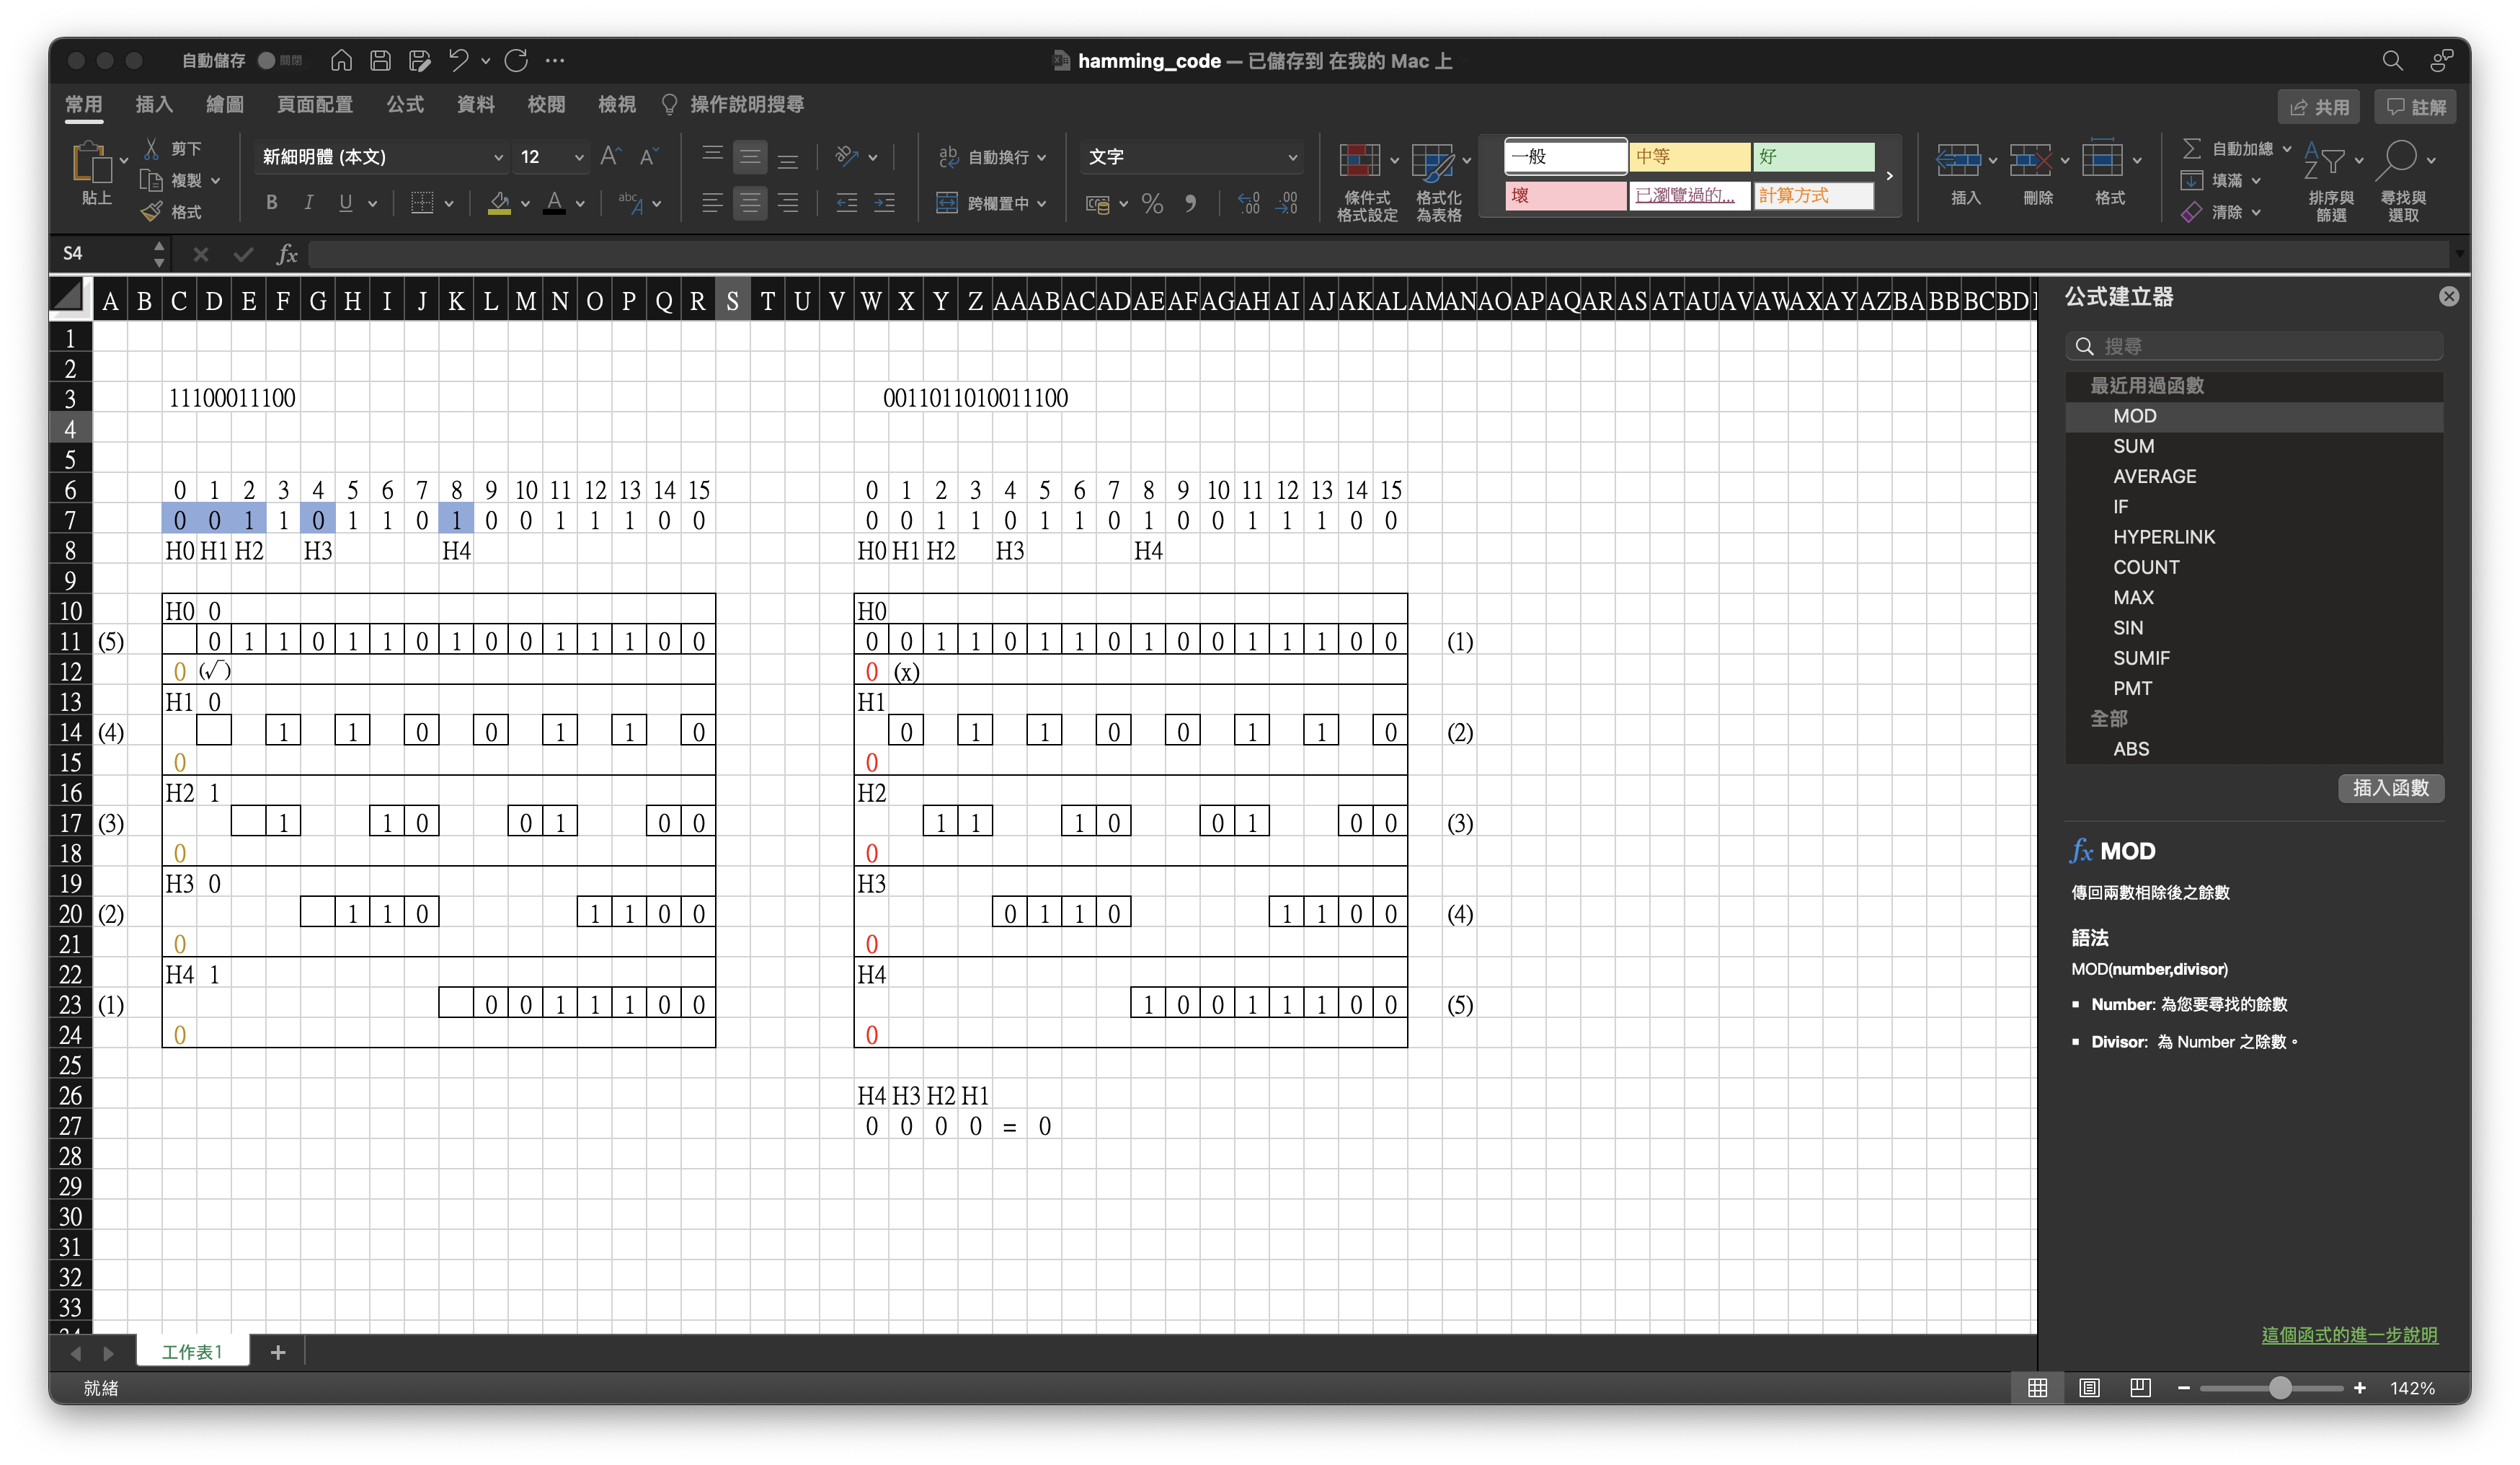 自動儲存 關閉 hamming_code — 已儲存到 在我的 Mac 上
常用 插入 繪圖 頁面配置 公式 資料 校閱 檢視 操作說明搜尋 共用 註解
貼上 剪下 複製 格式
新細明體 (本文) 12
B I U A abc A
ab 自動換行 跨欄置中
文字
% .00
條件式格式設定 格式化為表格
一般 中等 好
壞 已瀏覽過的... 計算方式
插入 刪除 格式
自動加總 填滿 清除
排序與篩選 尋找與選取
S4 fx
A B C D E F G H I J K L M N O P Q R S T U V W X Y Z AA AB AC AD AE AF AG AH AI AJ AK AL AM AN AO AP AQ AR AS AT AU AV AW AX AY AZ BA BB BC BD
1
2
3 11100011100 0011011010011100
4
5
6 0 1 2 3 4 5 6 7 8 9 10 11 12 13 14 15 0 1 2 3 4 5 6 7 8 9 10 11 12 13 14 15
7 0 0 1 1 0 1 1 0 1 0 0 1 1 1 0 0 0 0 1 1 0 1 1 0 1 0 0 1 1 1 0 0
8 H0 H1 H2 H3 H4 H0 H1 H2 H3 H4
9
10 H0 0 H0
11 (5) 0 1 1 0 1 1 0 1 0 0 1 1 1 0 0 0 0 1 1 0 1 1 0 1 0 0 1 1 1 0 0 (1)
12 0 (√) 0 (x)
13 H1 0 H1
14 (4) 1 1 0 0 1 1 0 0 1 1 0 0 1 1 0 (2)
15 0 0
16 H2 1 H2
17 (3) 1 1 0 0 1 0 0 1 1 1 0 0 1 0 0 (3)
18 0 0
19 H3 0 H3
20 (2) 1 1 0 1 1 0 0 0 1 1 0 1 1 0 0 (4)
21 0 0
22 H4 1 H4
23 (1) 0 0 1 1 1 0 0 1 0 0 1 1 1 0 0 (5)
24 0 0
25
26 H4 H3 H2 H1
27 0 0 0 0 = 0
28
29
30
31
32
33
公式建立器
搜尋
最近用過函數
MOD
SUM
AVERAGE
IF
HYPERLINK
COUNT
MAX
SIN
SUMIF
PMT
全部
ABS
插入函數
fx MOD
傳回兩數相除後之餘數
語法
MOD(number,divisor)
Number: 為您要尋找的餘數
Divisor: 為 Number 之除數。
這個函式的進一步說明
工作表1 +
就緒 142%